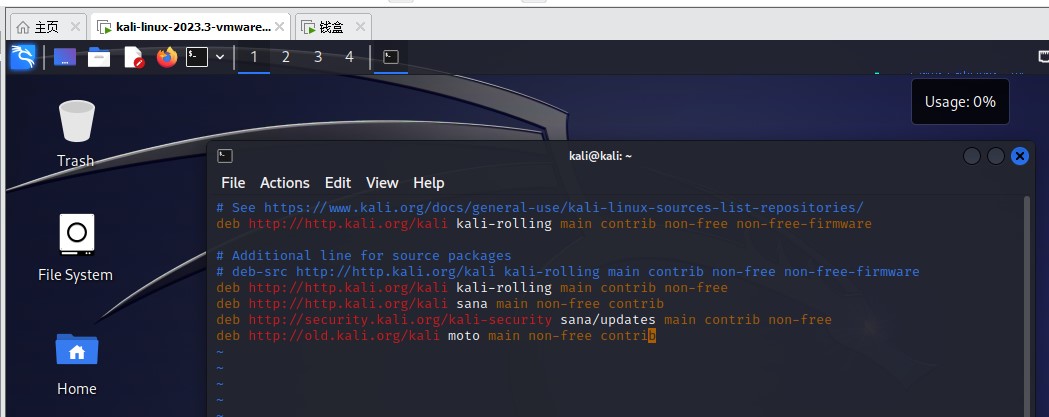 主页
kali-linux-2023.3-vmware...
钱盒
1 2 3 4
Usage: 0%
Trash
File System
Home
kali@kali: ~
File Actions Edit View Help
# See https://www.kali.org/docs/general-use/kali-linux-sources-list-repositories/
deb http://http.kali.org/kali kali-rolling main contrib non-free non-free-firmware
# Additional line for source packages
# deb-src http://http.kali.org/kali kali-rolling main contrib non-free non-free-firmware
deb http://http.kali.org/kali kali-rolling main contrib non-free
deb http://http.kali.org/kali sana main non-free contrib
deb http://security.kali.org/kali-security sana/updates main contrib non-free
deb http://old.kali.org/kali moto main non-free contrib
~
~
~
~
~